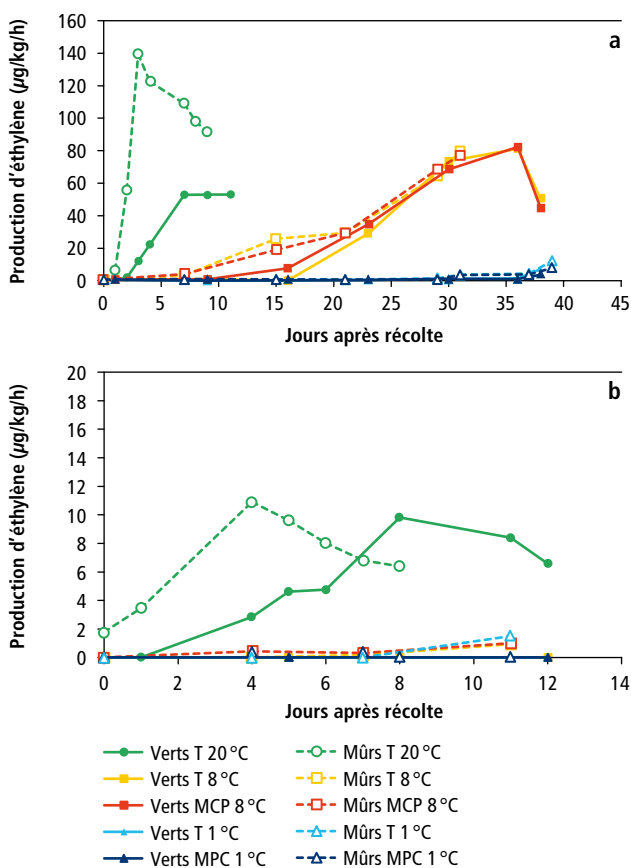 Production d'éthylène (µg/kg/h)
160
140
120
100
80
60
40
20
0
a
0 5 10 15 20 25 30 35 40 45
Jours après récolte
Production d'éthylène (µg/kg/h)
20
18
16
14
12
10
8
6
4
2
0
b
0 2 4 6 8 10 12 14
Jours après récolte
Verts T 20 °C Mûrs T 20 °C
Verts T 8 °C Mûrs T 8 °C
Verts MCP 8 °C Mûrs MCP 8 °C
Verts T 1 °C Mûrs T 1 °C
Verts MPC 1 °C Mûrs MPC 1 °C